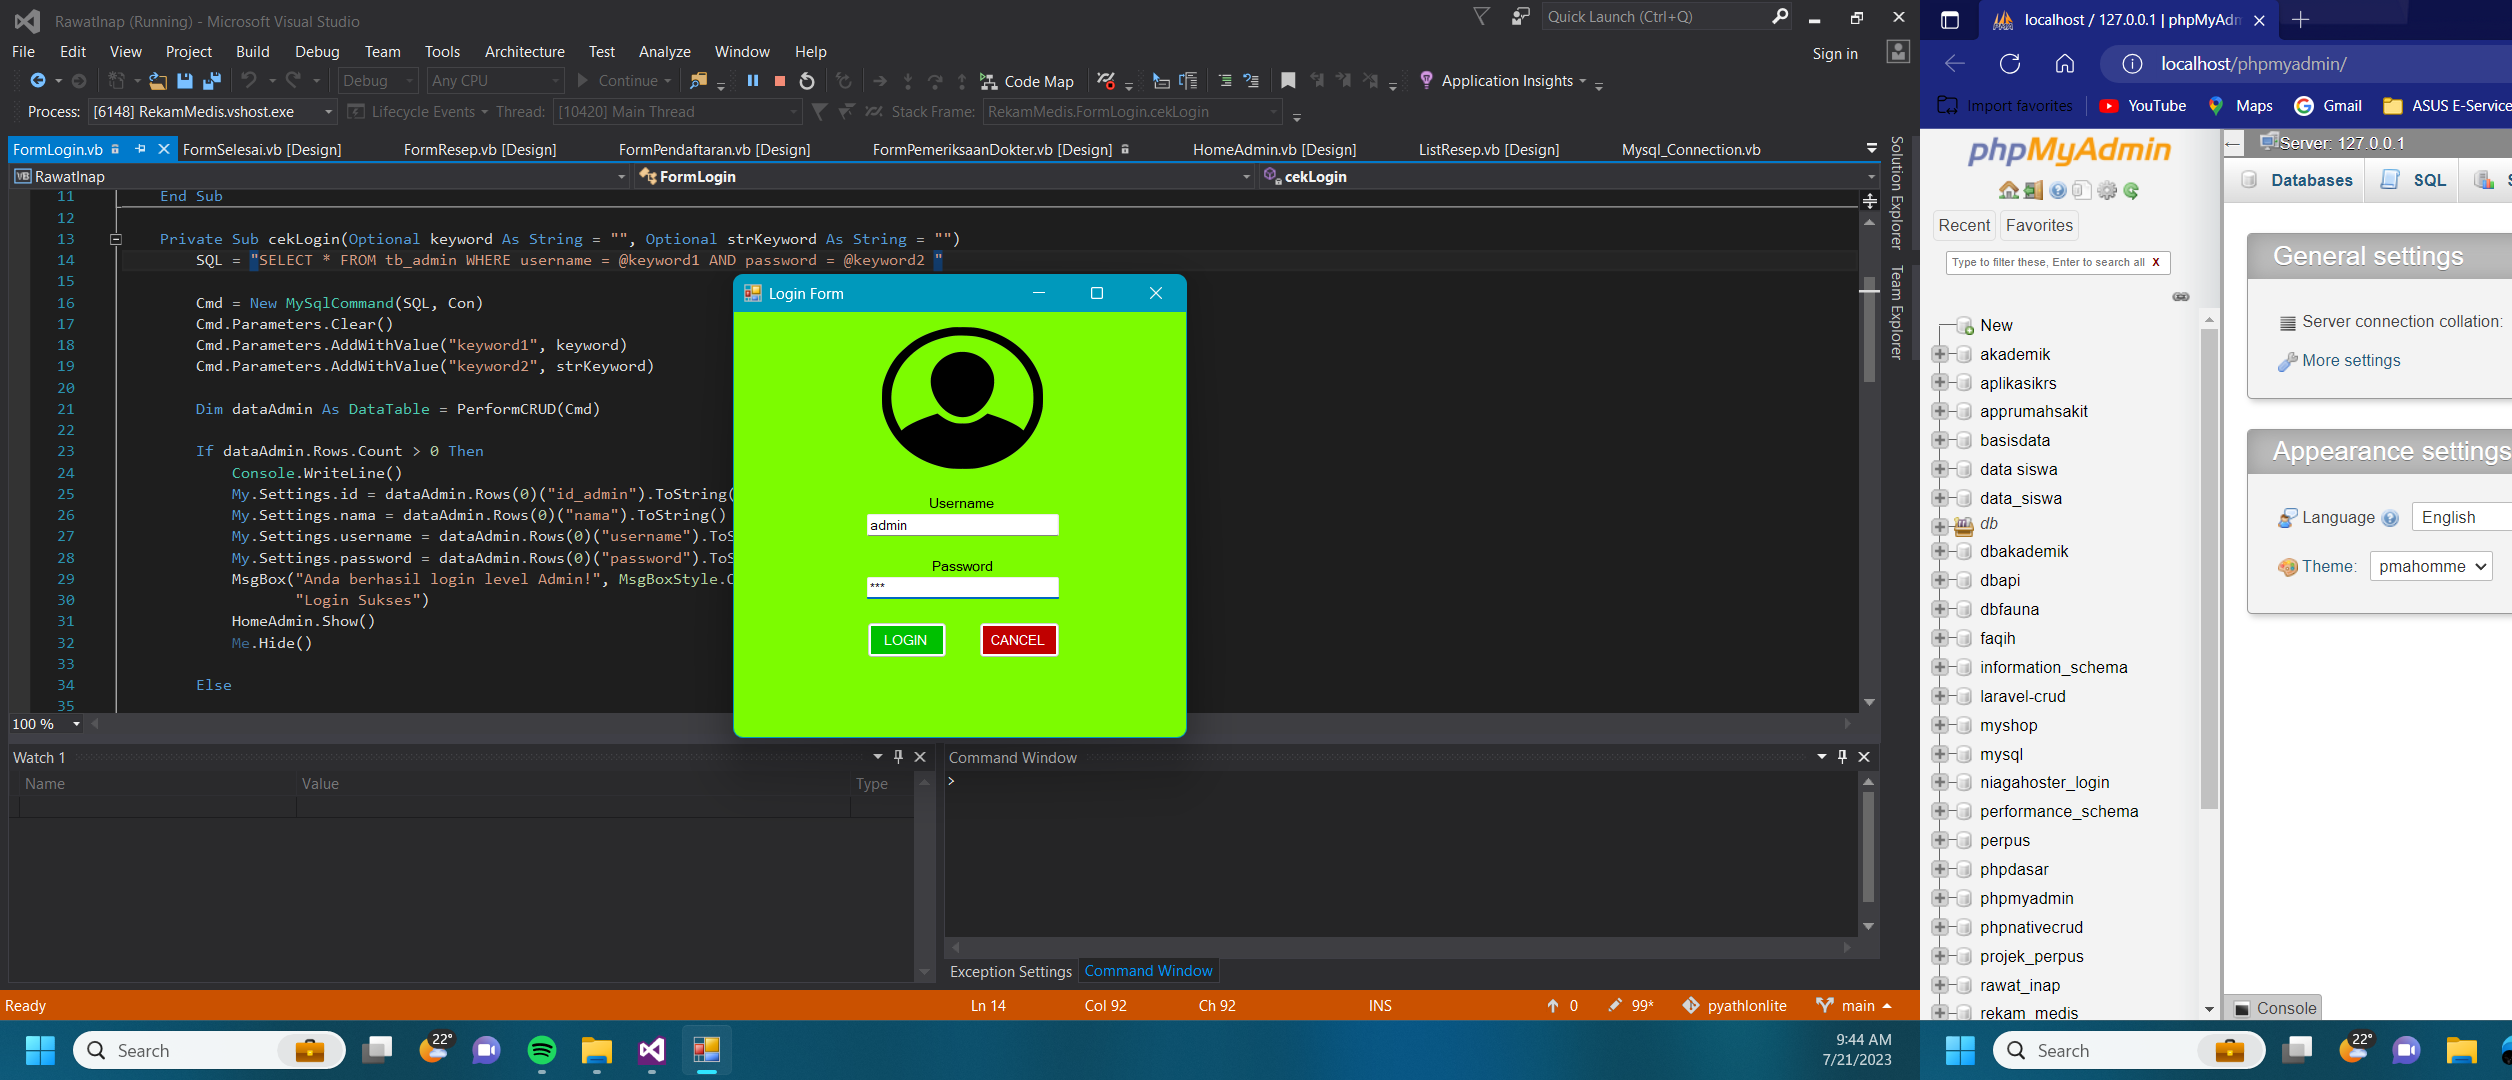 RawatInap (Running) - Microsoft Visual Studio
Quick Launch (Ctrl+Q)
File Edit View Project Build Debug Team Tools Architecture Test Analyze Window Help
Sign in
Debug Any CPU Continue Code Map Application Insights
Process: [6148] RekamMedis.vshost.exe Lifecycle Events Thread: [10420] Main Thread Stack Frame: RekamMedis.FormLogin.cekLogin
FormLogin.vb FormSelesai.vb [Design] FormResep.vb [Design] FormPendaftaran.vb [Design] FormPemeriksaanDokter.vb [Design] HomeAdmin.vb [Design] ListResep.vb [Design] Mysql_Connection.vb
RawatInap FormLogin cekLogin
11 End Sub
12
13 Private Sub cekLogin(Optional keyword As String = "", Optional strKeyword As String = "")
14 SQL = "SELECT * FROM tb_admin WHERE username = @keyword1 AND password = @keyword2 "
15
16 Cmd = New MySqlCommand(SQL, Con)
17 Cmd.Parameters.Clear()
18 Cmd.Parameters.AddWithValue("keyword1", keyword)
19 Cmd.Parameters.AddWithValue("keyword2", strKeyword)
20
21 Dim dataAdmin As DataTable = PerformCRUD(Cmd)
22
23 If dataAdmin.Rows.Count > 0 Then
24 Console.WriteLine()
25 My.Settings.id = dataAdmin.Rows(0)("id_admin").ToString(
26 My.Settings.nama = dataAdmin.Rows(0)("nama").ToString()
27 My.Settings.username = dataAdmin.Rows(0)("username").ToS
28 My.Settings.password = dataAdmin.Rows(0)("password").ToS
29 MsgBox("Anda berhasil login level Admin!", MsgBoxStyle.
30 "Login Sukses")
31 HomeAdmin.Show()
32 Me.Hide()
33
34 Else
35
100 %
Solution Explorer
Team Explorer
Login Form
Username
admin
Password
***
LOGIN CANCEL
Watch 1
Name Value Type
Command Window
>
Exception Settings Command Window
Ready Ln 14 Col 92 Ch 92 INS 0 99* pyathlonlite main
Search
22°
9:44 AM
7/21/2023
localhost / 127.0.0.1 | phpMyAdm
localhost/phpmyadmin/
Import favorites YouTube Maps Gmail ASUS E-Service
phpMyAdmin
Recent Favorites
Type to filter these, Enter to search all X
New
akademik
aplikasikrs
apprumahsakit
basisdata
data siswa
data_siswa
db
dbakademik
dbapi
dbfauna
faqih
information_schema
laravel-crud
myshop
mysql
niagahoster_login
performance_schema
perpus
phpdasar
phpmyadmin
phpnativecrud
projek_perpus
rawat_inap
rekam_medis
Server: 127.0.0.1
Databases SQL S
General settings
Server connection collation:
More settings
Appearance settings
Language English
Theme: pmahomme
Console
Search
22°